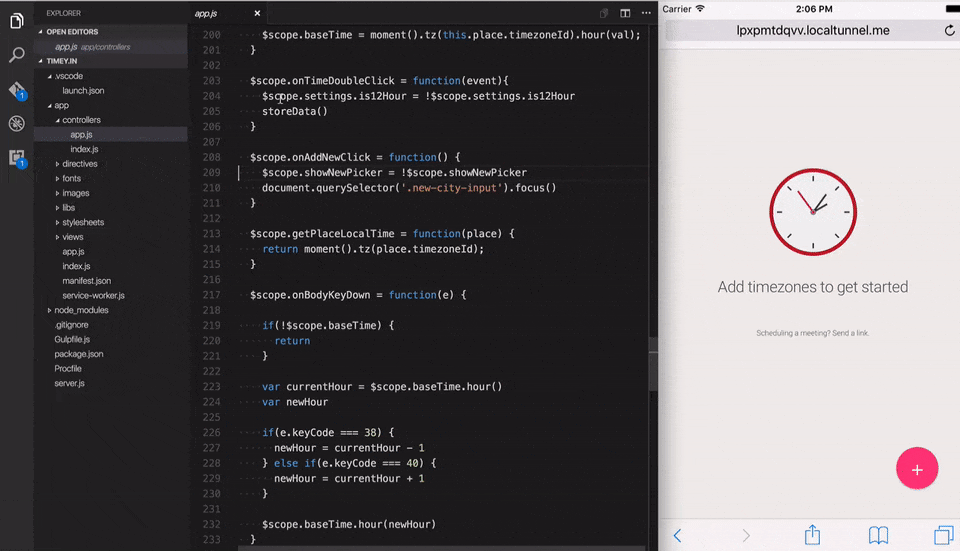 EXPLORER
OPEN EDITORS
app.js app/controllers
TIMEY.IN
.vscode
launch.json
app
controllers
app.js
index.js
directives
fonts
images
libs
stylesheets
views
app.js
index.js
manifest.json
service-worker.js
node_modules
.gitignore
Gulpfile.js
package.json
Procfile
server.js
1
1
app.js
200 $scope.baseTime = moment().tz(this.place.timezoneId).hour(val);
201 }
202
203 $scope.onTimeDoubleClick = function(event){
204 $scope.settings.is12Hour = !$scope.settings.is12Hour
205 storeData()
206 }
207
208 $scope.onAddNewClick = function() {
209 $scope.showNewPicker = !$scope.showNewPicker
210 document.querySelector('.new-city-input').focus()
211 }
212
213 $scope.getPlaceLocalTime = function(place) {
214 return moment().tz(place.timezoneId);
215 }
216
217 $scope.onBodyKeyDown = function(e) {
218
219 if(!$scope.baseTime) {
220 return
221 }
222
223 var currentHour = $scope.baseTime.hour()
224 var newHour
225
226 if(e.keyCode === 38) {
227 newHour = currentHour - 1
228 } else if(e.keyCode === 40) {
229 newHour = currentHour + 1
230 }
231
232 $scope.baseTime.hour(newHour)
233 }
Carrier 2:06 PM
lpxpmtdqvv.localtunnel.me
Add timezones to get started
Scheduling a meeting? Send a link.
+